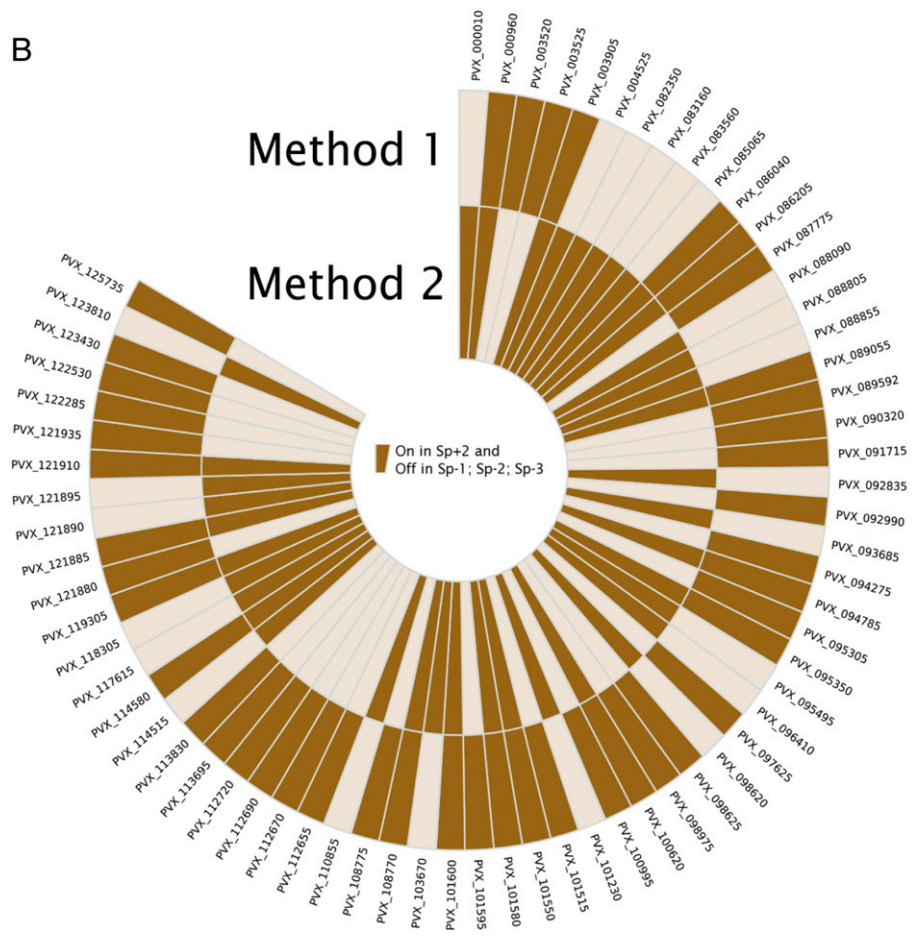 B
Method 1
Method 2
On in Sp+2 and
Off in Sp-1; Sp-2; Sp-3
PVX_000010
PVX_000960
PVX_003520
PVX_003525
PVX_003905
PVX_004525
PVX_082350
PVX_083160
PVX_083560
PVX_085065
PVX_086040
PVX_086205
PVX_087775
PVX_088090
PVX_088805
PVX_088855
PVX_089055
PVX_089592
PVX_090320
PVX_091715
PVX_092835
PVX_092990
PVX_093685
PVX_094275
PVX_094785
PVX_095305
PVX_095350
PVX_095495
PVX_096410
PVX_097625
PVX_098620
PVX_098625
PVX_098975
PVX_100620
PVX_100995
PVX_101230
PVX_101515
PVX_101550
PVX_101580
PVX_101595
PVX_101600
PVX_103670
PVX_108770
PVX_108775
PVX_110855
PVX_112655
PVX_112670
PVX_112690
PVX_112720
PVX_113695
PVX_113830
PVX_114515
PVX_114580
PVX_117615
PVX_118305
PVX_119305
PVX_121880
PVX_121885
PVX_121890
PVX_121895
PVX_121910
PVX_121935
PVX_122285
PVX_122530
PVX_123430
PVX_123810
PVX_125735